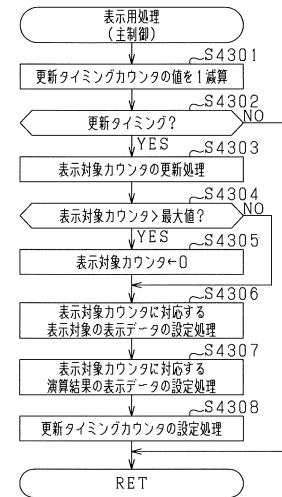 表示用処理
(主制御)
S4301
更新タイミングカウンタの値を1減算
S4302
更新タイミング?
NO
YES
S4303
表示対象カウンタの更新処理
S4304
表示対象カウンタ>最大値?
NO
YES
S4305
表示対象カウンタ←0
S4306
表示対象カウンタに対応する
表示対象の表示データの設定処理
S4307
表示対象カウンタに対応する
演算結果の表示データの設定処理
S4308
更新タイミングカウンタの設定処理
RET